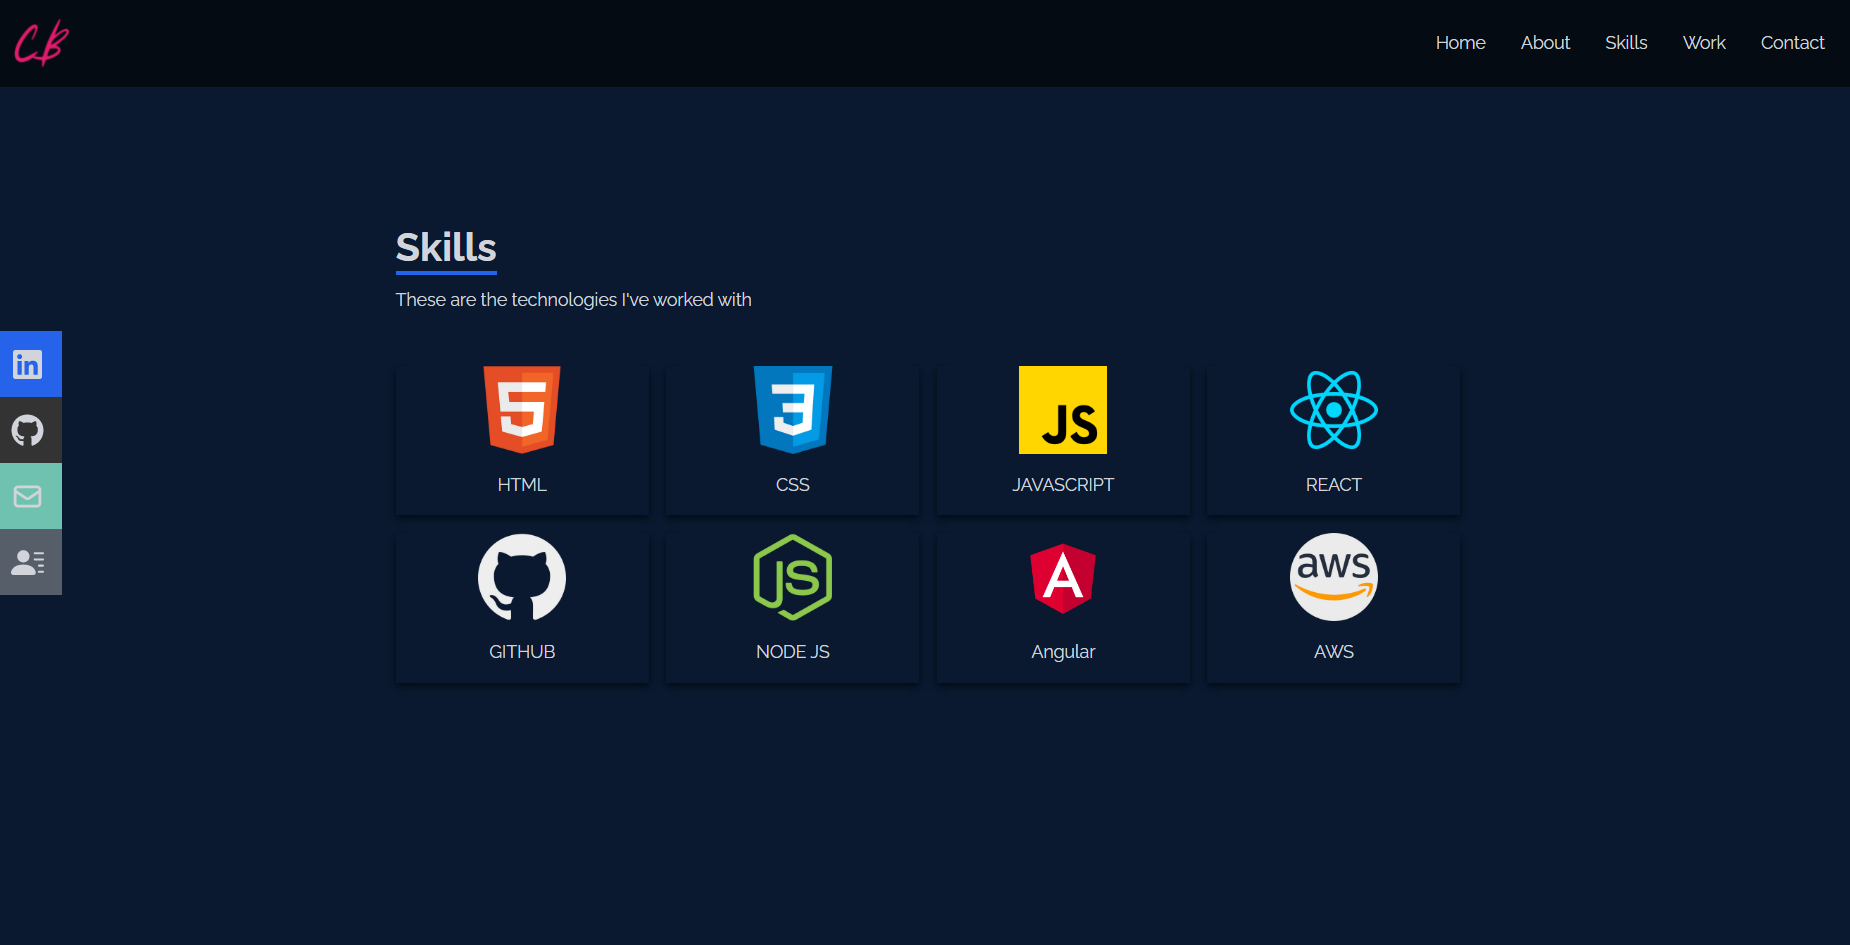 CB
Home About Skills Work Contact
Skills
These are the technologies I've worked with
in
5 3 JS
HTML CSS JAVASCRIPT REACT
JS A aws
GITHUB NODE JS Angular AWS